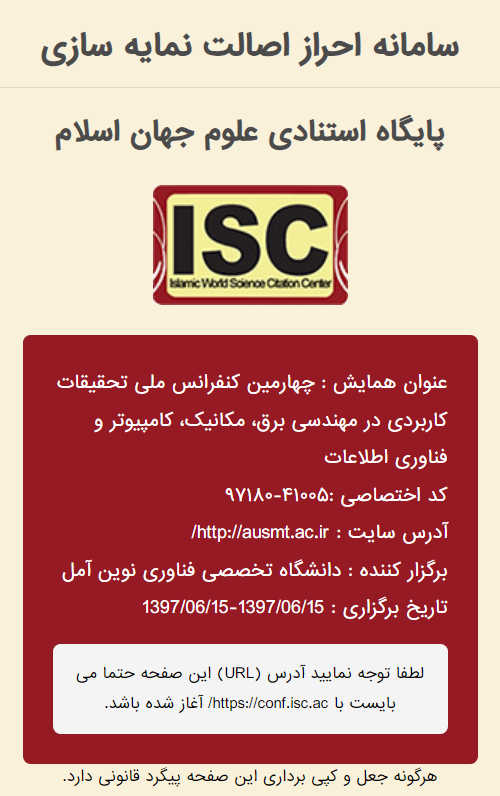 سامانه احراز اصالت نمایه سازی
پایگاه استنادی علوم جهان اسلام
ISC
Islamic World Science Citation Center
عنوان همایش : چهارمین کنفرانس ملی تحقیقات
کاربردی در مهندسی برق، مکانیک، کامپیوتر و
فناوری اطلاعات
کد اختصاصی :۹۷۱۸۰-۴۱۰۰۵
آدرس سایت : http://ausmt.ac.ir/
برگزار کننده : دانشگاه تخصصی فناوری نوین آمل
تاریخ برگزاری : 1397/06/15-1397/06/15
لطفا توجه نمایید آدرس (URL) این صفحه حتما می
بایست با https://conf.isc.ac/ آغاز شده باشد.
هرگونه جعل و کپی برداری این صفحه پیگرد قانونی دارد.